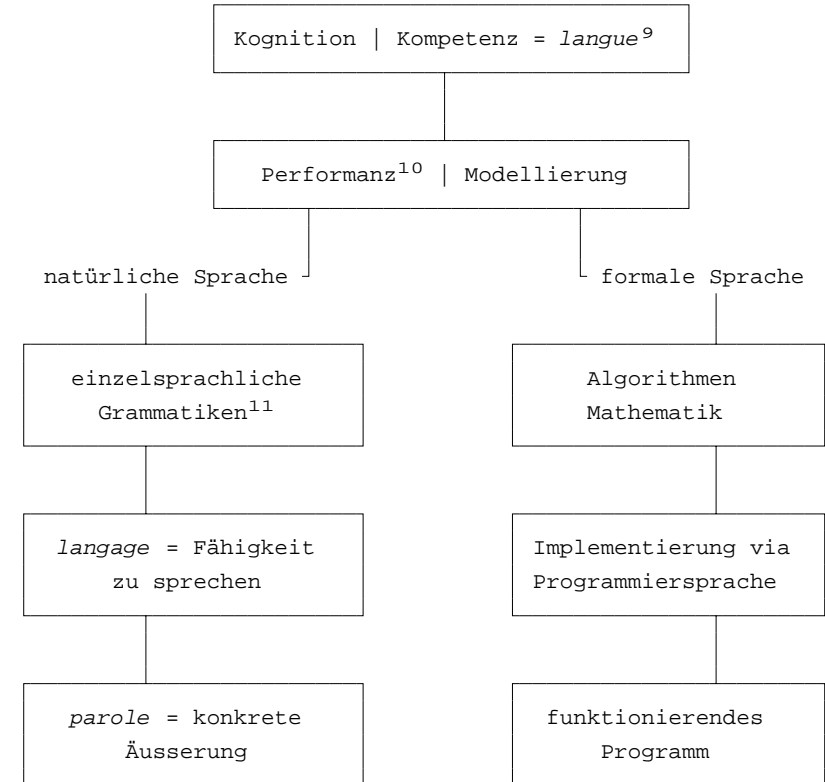 Kognition | Kompetenz = langue⁹
Performanz¹⁰ | Modellierung
natürliche Sprache
formale Sprache
einzelsprachliche
Grammatiken¹¹
Algorithmen
Mathematik
langage = Fähigkeit
zu sprechen
Implementierung via
Programmiersprache
parole = konkrete
Äusserung
funktionierendes
Programm